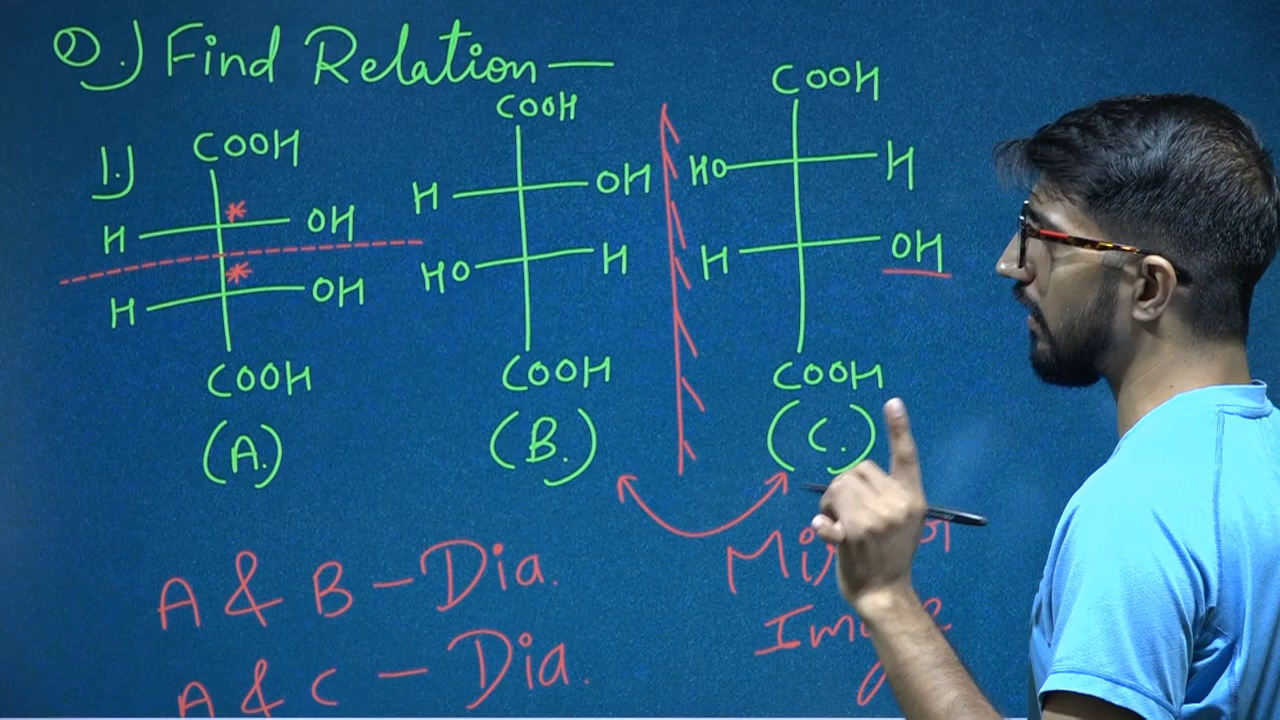 Q.) Find Relation —
1.)
COOH
H OH
*
*
H OH
COOH
(A.)
COOH
H OH
HO H
COOH
(B.)
COOH
HO H
H OH
COOH
(C.)
A & B – Dia.
A & C – Dia.